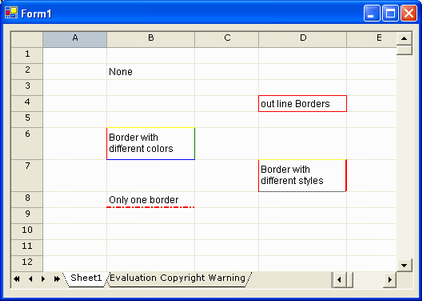 Form1
A B C D E
1
2 None
3
4 out line Borders
5
6 Border with
different colors
7 Border with
different styles
8 Only one border
9
10
11
12
Sheet1 Evaluation Copyright Warning